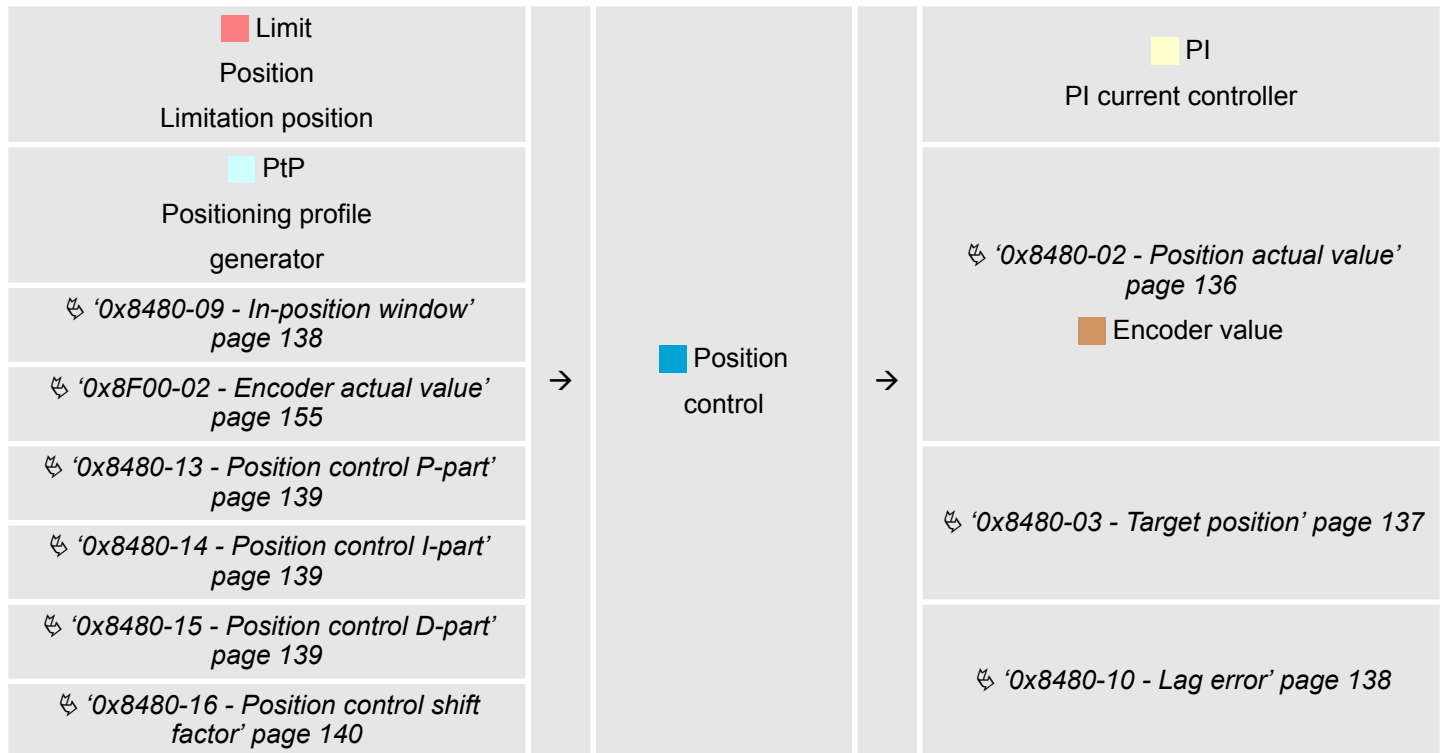 Limit
Position
Limitation position
PtP
Positioning profile
generator
'0x8480-09 - In-position window'
page 138
'0x8F00-02 - Encoder actual value'
page 155
'0x8480-13 - Position control P-part'
page 139
'0x8480-14 - Position control I-part'
page 139
'0x8480-15 - Position control D-part'
page 139
'0x8480-16 - Position control shift
factor' page 140
→
Position
control
→
PI
PI current controller
'0x8480-02 - Position actual value'
page 136
Encoder value
'0x8480-03 - Target position' page 137
'0x8480-10 - Lag error' page 138